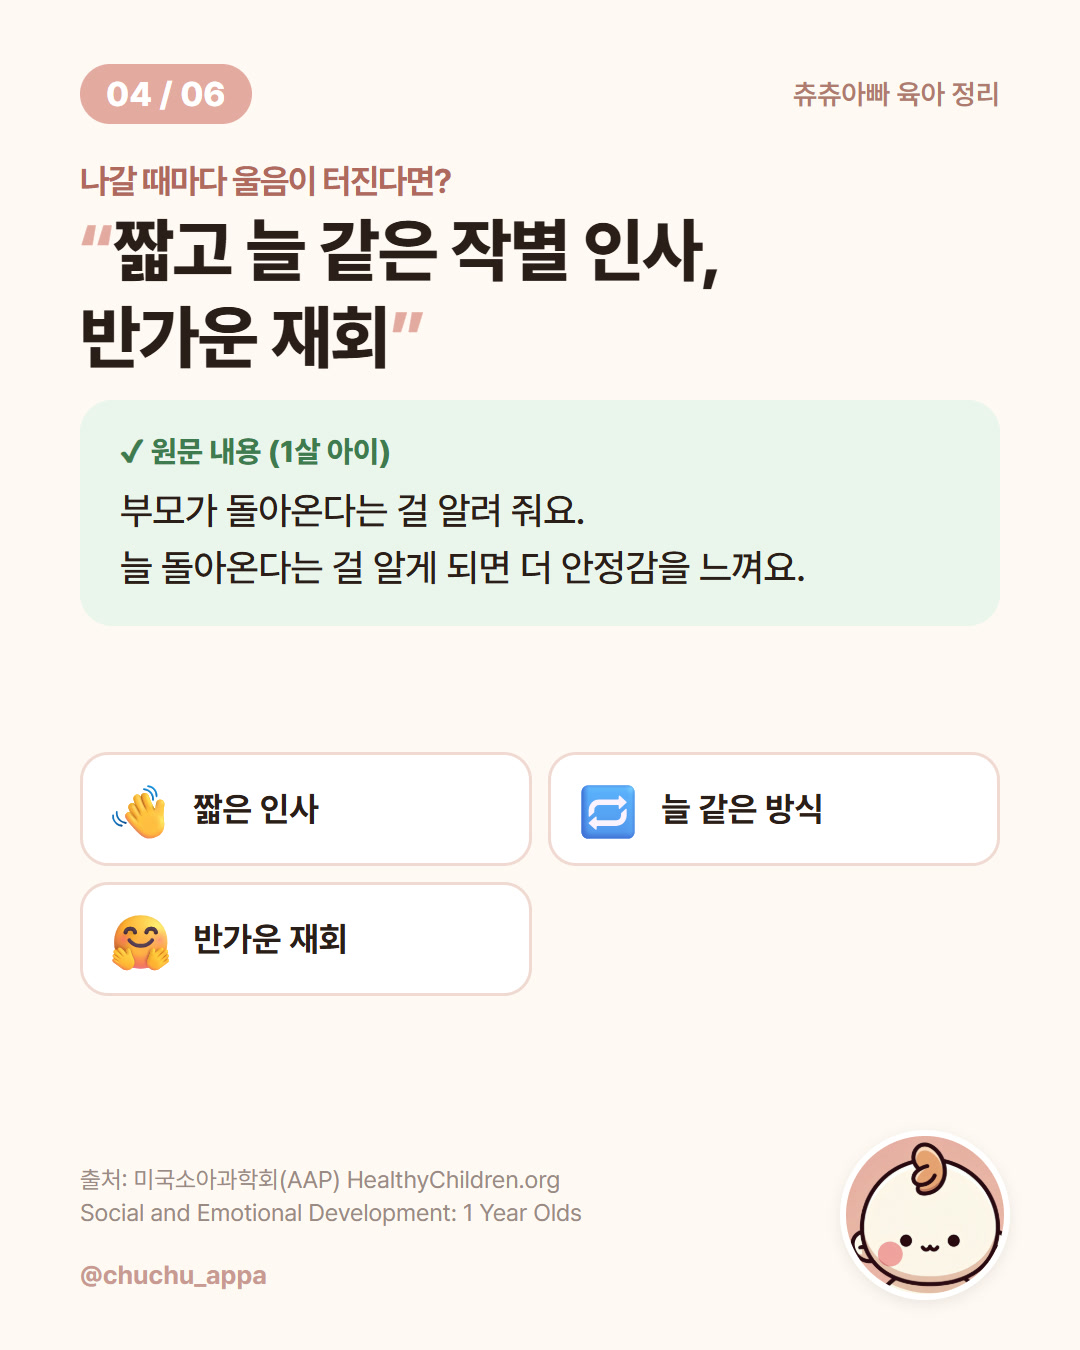 04 / 06
츄츄아빠 육아 정리
나갈 때마다 울음이 터진다면?
“짧고 늘 같은 작별 인사,
반가운 재회”
✓ 원문 내용 (1살 아이)
부모가 돌아온다는 걸 알려 줘요.
늘 돌아온다는 걸 알게 되면 더 안정감을 느껴요.
짧은 인사
늘 같은 방식
반가운 재회
출처: 미국소아과학회(AAP) HealthyChildren.org
Social and Emotional Development: 1 Year Olds
@chuchu_appa